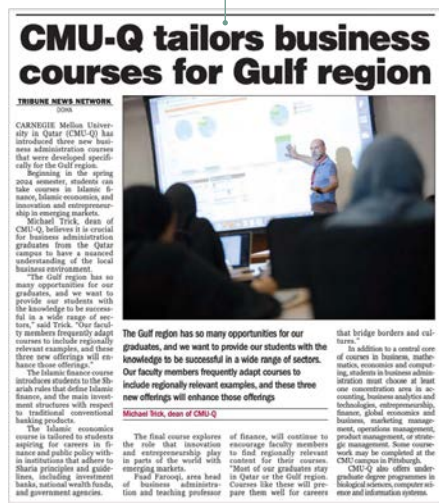 CMU-Q tailors business
courses for Gulf region
TRIBUNE NEWS NETWORK
DOHA
CARNEGIE Mellon Univer-
sity in Qatar (CMU-Q) has
introduced three new busi-
ness administration courses
that were developed specifi-
cally for the Gulf region.
Beginning in the spring
2024 semester, students can
take courses in Islamic fi-
nance, Islamic economics, and
innovation and entrepreneur-
ship in emerging markets.
Michael Trick, dean of
CMU-Q, believes it is crucial
for business administration
graduates from the Qatar
campus to have a nuanced
understanding of the local
business environment.
"The Gulf region has so
many opportunities for our
graduates, and we want to
provide our students with
the knowledge to be success-
ful in a wide range of sec-
tors," said Trick. "Our facul-
ty members frequently adapt
courses to include regionally
relevant examples, and these
three new offerings will en-
hance those offerings."
The Islamic finance course
introduces students to the Sh-
ariah rules that define Islamic
finance, and the main invest-
ment structures with respect
to traditional conventional
banking products.
The Islamic economics
course is tailored to students
aspiring for careers in fi-
nance and public policy with-
in institutions that adhere to
Sharia principles and guide-
lines, including investment
banks, national wealth funds,
and government agencies.
The Gulf region has so many opportunities for our
graduates, and we want to provide our students with the
knowledge to be successful in a wide range of sectors.
Our faculty members frequently adapt courses to
include regionally relevant examples, and these three
new offerings will enhance those offerings
Michael Trick, dean of CMU-Q
The final course explores
the role that innovation
and entrepreneurship play
in parts of the world with
emerging markets.
Fuad Farooqi, area head
of business administra-
tion and teaching professor
of finance, will continue to
encourage faculty members
to find regionally relevant
content for their courses.
"Most of our graduates stay
in Qatar or the Gulf region.
Courses like these will pre-
pare them well for careers
that bridge borders and cul-
tures."
In addition to a central core
of courses in business, mathe-
matics, economics and comput-
ing, students in business admin-
istration must choose at least
one concentration area in ac-
counting, business analytics and
technologies, entrepreneurship,
finance, global economics and
business, marketing manage-
ment, operations management,
product management, or strate-
gic management. Some course-
work may be completed at the
CMU campus in Pittsburgh.
CMU-Q also offers under-
graduate degree programmes in
biological sciences, computer sci-
ence and information systems.